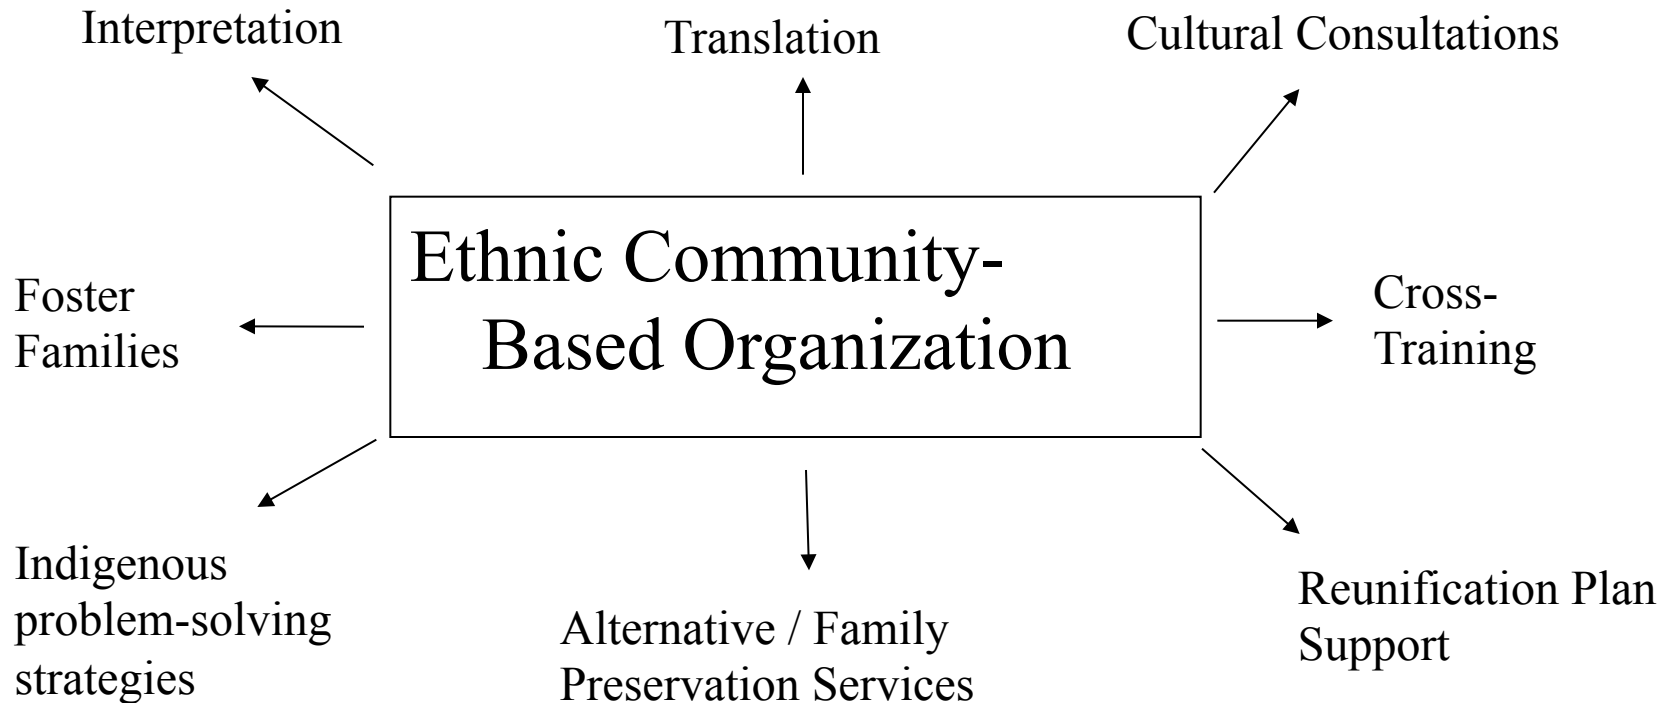 Interpretation
Translation
Cultural Consultations
Ethnic Community-
Based Organization
Foster
Families
Cross-
Training
Indigenous
problem-solving
strategies
Alternative / Family
Preservation Services
Reunification Plan
Support